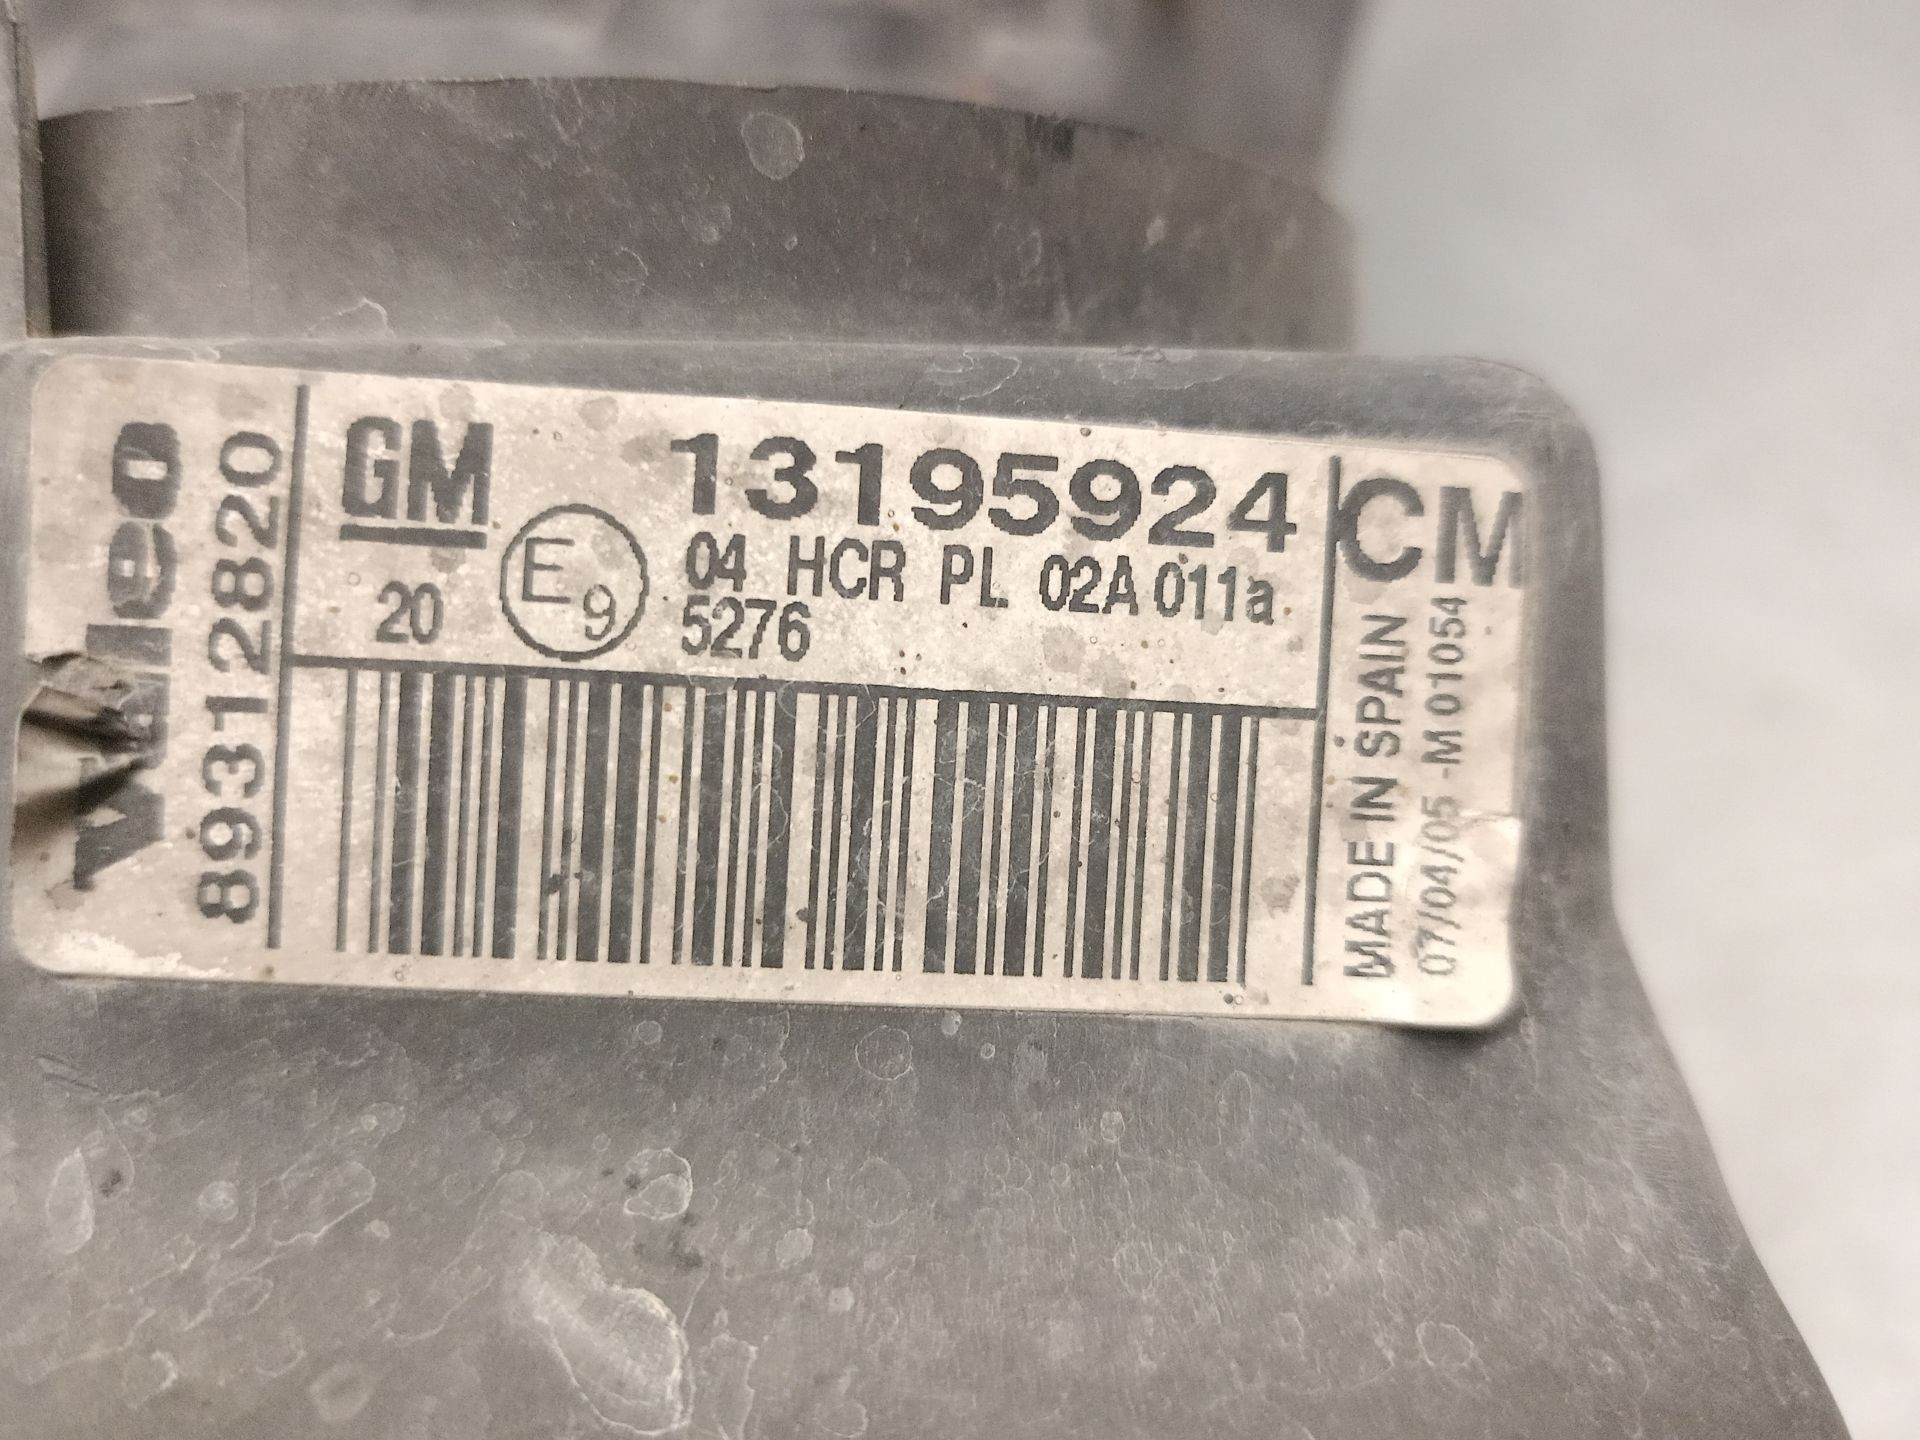 Valeo
89312820
GM
13195924
20
E9
04 HCR PL 02A 011a
5276
CM
MADE IN SPAIN
07/04/05 -M 01054